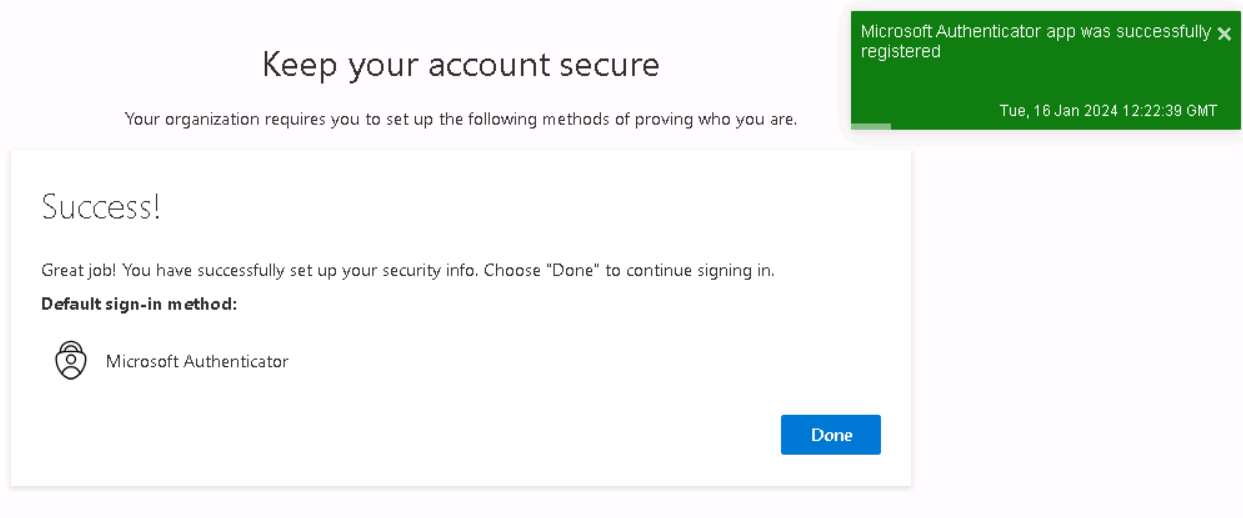 Microsoft Authenticator app was successfully
registered
Tue, 16 Jan 2024 12:22:39 GMT
Keep your account secure
Your organization requires you to set up the following methods of proving who you are.
Success!
Great job! You have successfully set up your security info. Choose "Done" to continue signing in.
Default sign-in method:
Microsoft Authenticator
Done